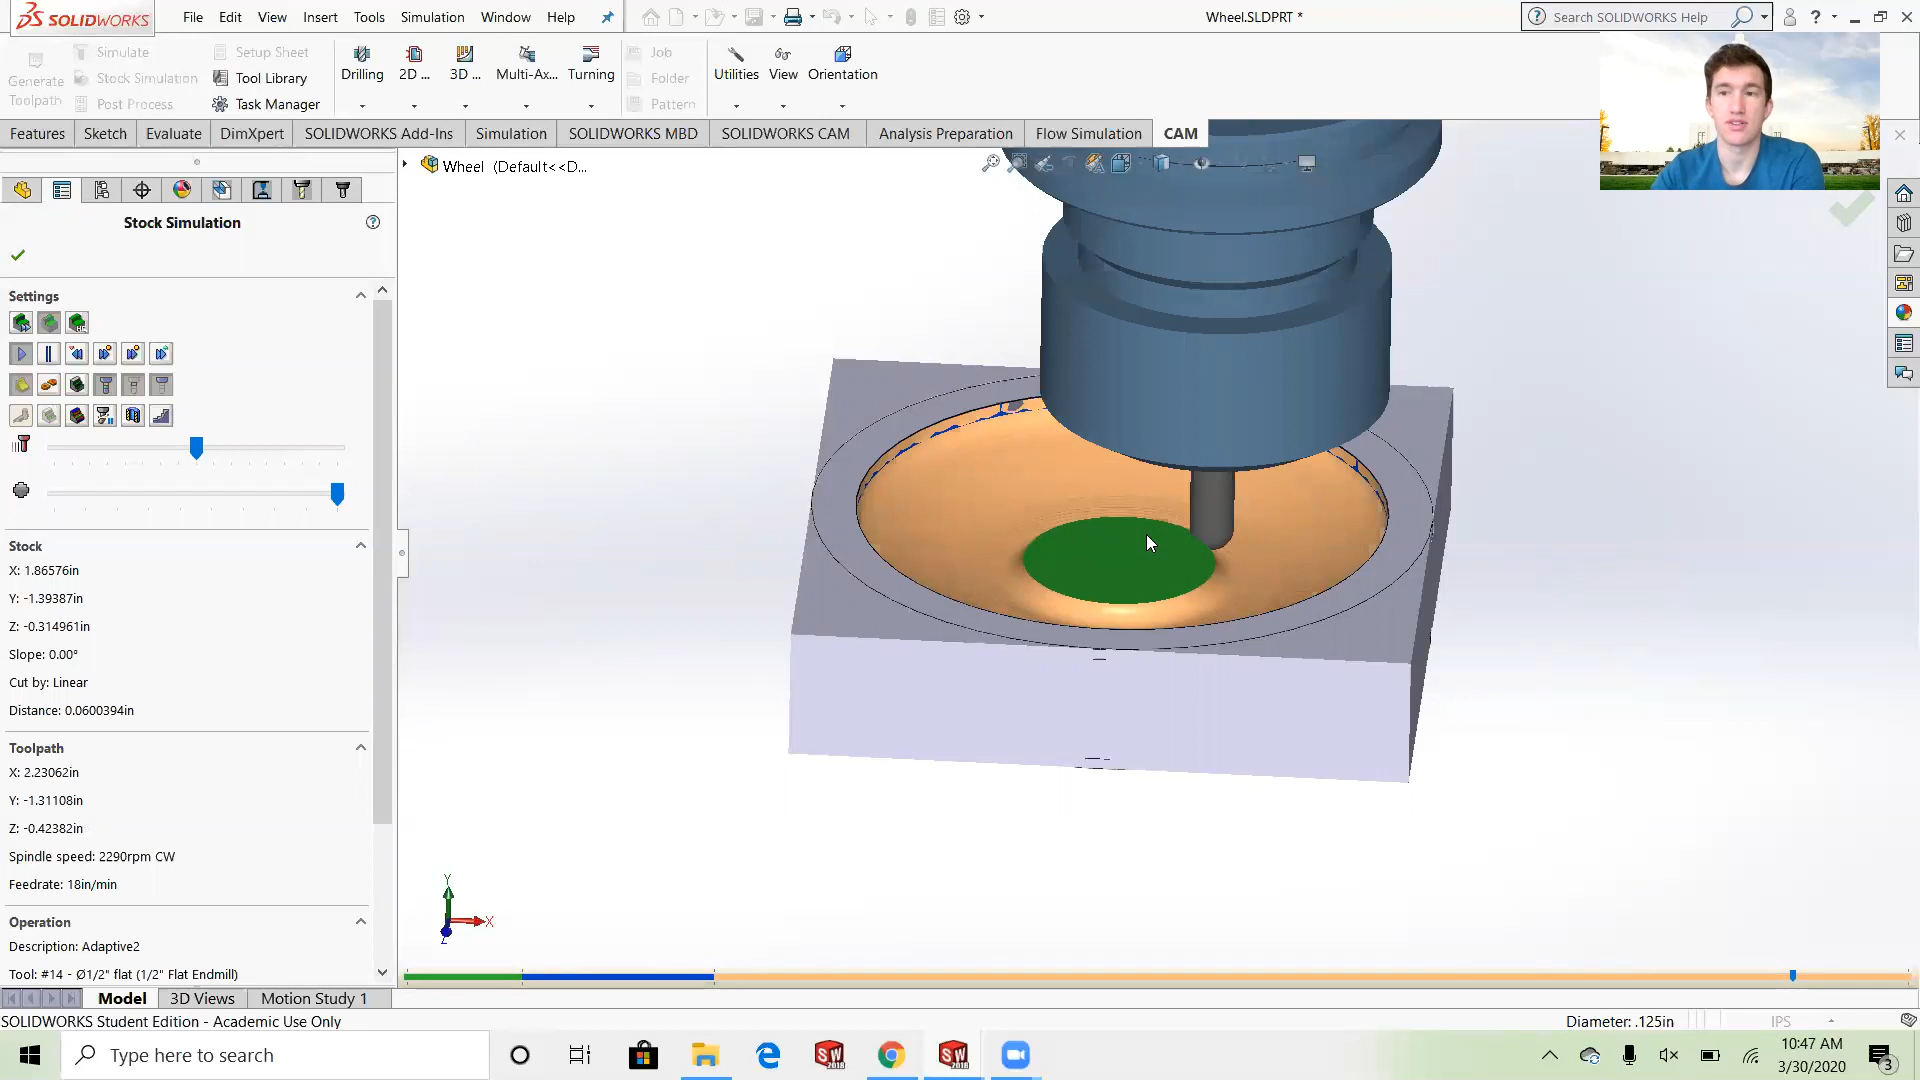 SOLIDWORKS File Edit View Insert Tools Simulation Window Help Wheel.SLDPRT * Search SOLIDWORKS Help
Generate Toolpath
Simulate
Stock Simulation
Post Process
Setup Sheet
Tool Library
Task Manager
Drilling 2D ... 3D ... Multi-Ax... Turning
Job
Folder
Pattern
Utilities View Orientation
Features Sketch Evaluate DimXpert SOLIDWORKS Add-Ins Simulation SOLIDWORKS MBD SOLIDWORKS CAM Analysis Preparation Flow Simulation CAM
Wheel (Default<<D...
Stock Simulation
Settings
Stock
X: 1.86576in
Y: -1.39387in
Z: -0.314961in
Slope: 0.00°
Cut by: Linear
Distance: 0.0600394in
Toolpath
X: 2.23062in
Y: -1.31108in
Z: -0.42382in
Spindle speed: 2290rpm CW
Feedrate: 18in/min
Operation
Description: Adaptive2
Tool: #14 - Ø1/2" flat (1/2" Flat Endmill)
Y
X
Z
Model 3D Views Motion Study 1
SOLIDWORKS Student Edition - Academic Use Only Diameter: .125in IPS
Type here to search
SW 2018
SW 2018
10:47 AM
3/30/2020
3